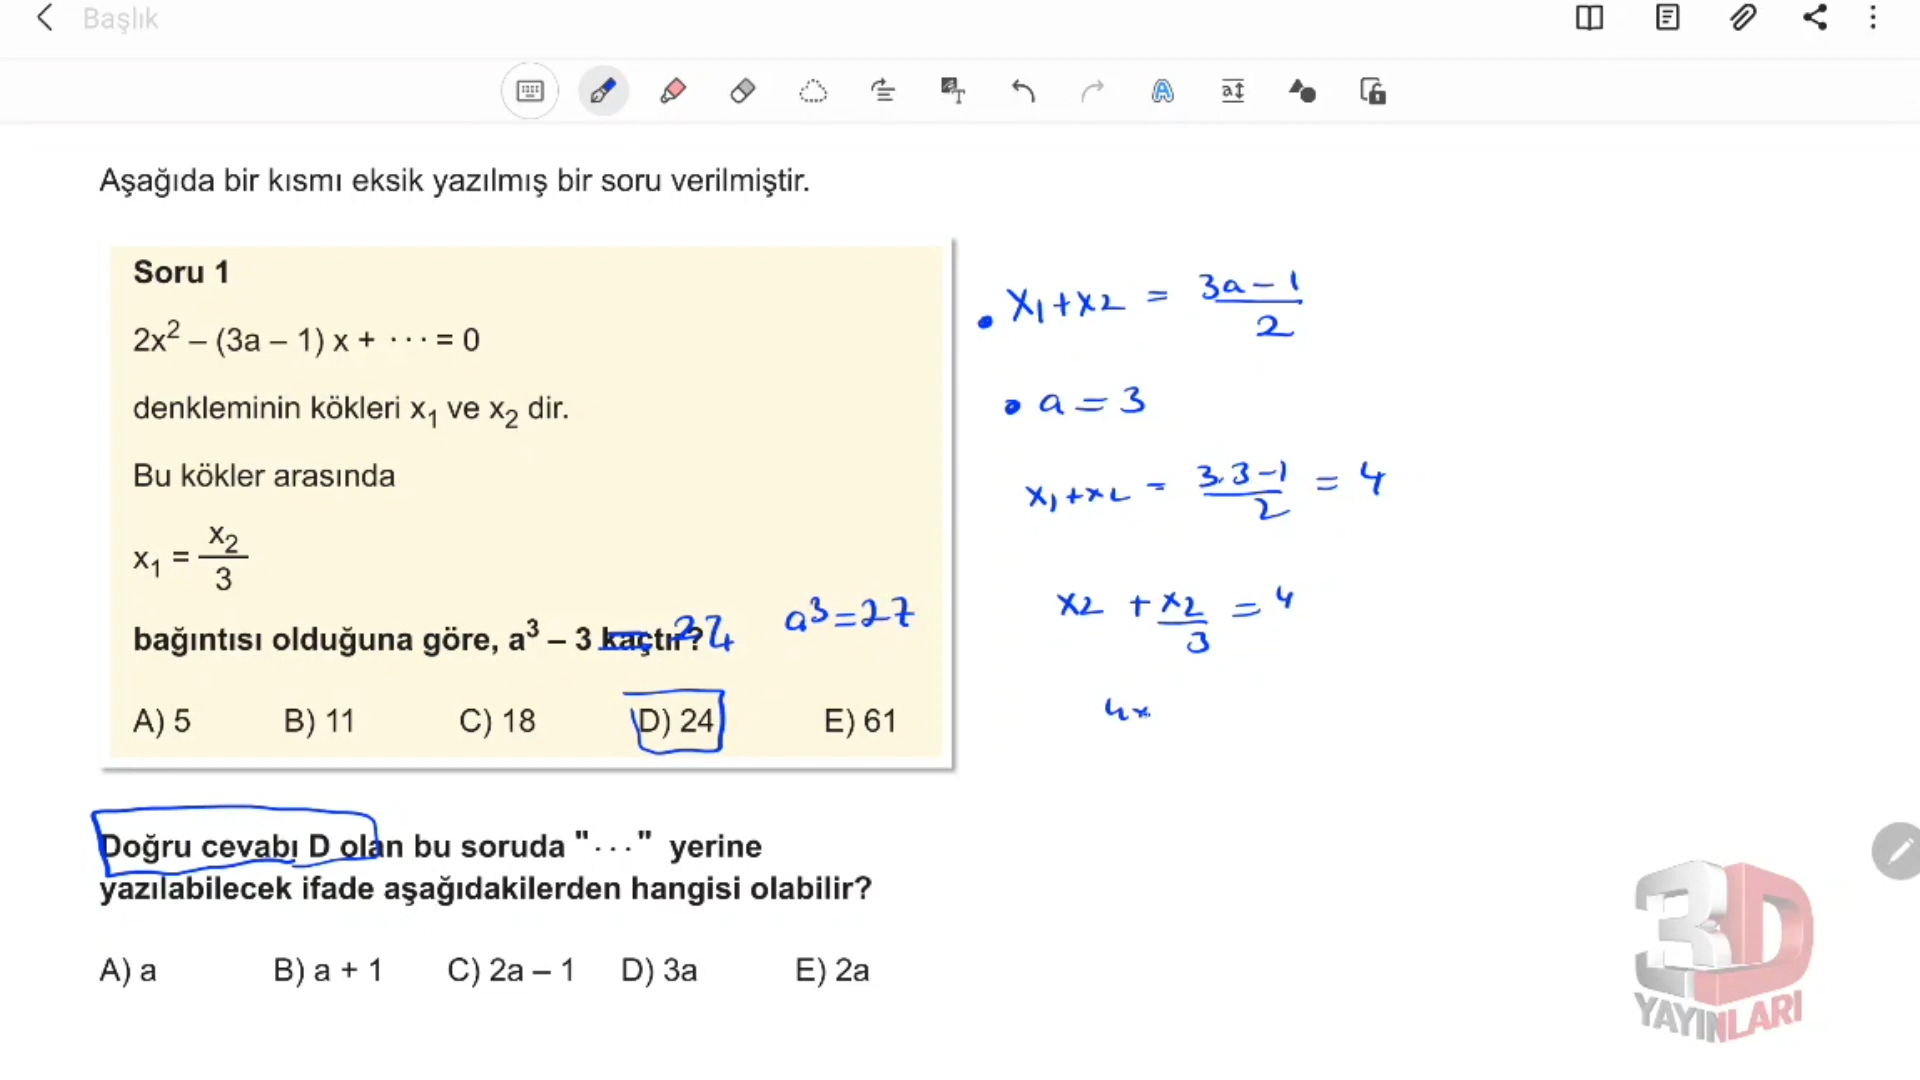 Başlık
Aşağıda bir kısmı eksik yazılmış bir soru verilmiştir.
Soru 1
2x² – (3a – 1) x + ··· = 0
denkleminin kökleri x₁ ve x₂ dir.
Bu kökler arasında
x₁ = x₂/3
bağıntısı olduğuna göre, a³ – 3 kaçtır?
= 24
a³ = 27
A) 5 B) 11 C) 18 D) 24 E) 61
x₁ + x2 = (3a – 1)/2
• a = 3
x₁ + x2 = (3.3 – 1)/2 = 4
x2 + x2/3 = 4
4x
Doğru cevabı D olan bu soruda "···" yerine
yazılabilecek ifade aşağıdakilerden hangisi olabilir?
A) a B) a + 1 C) 2a – 1 D) 3a E) 2a
3D
YAYINLARI